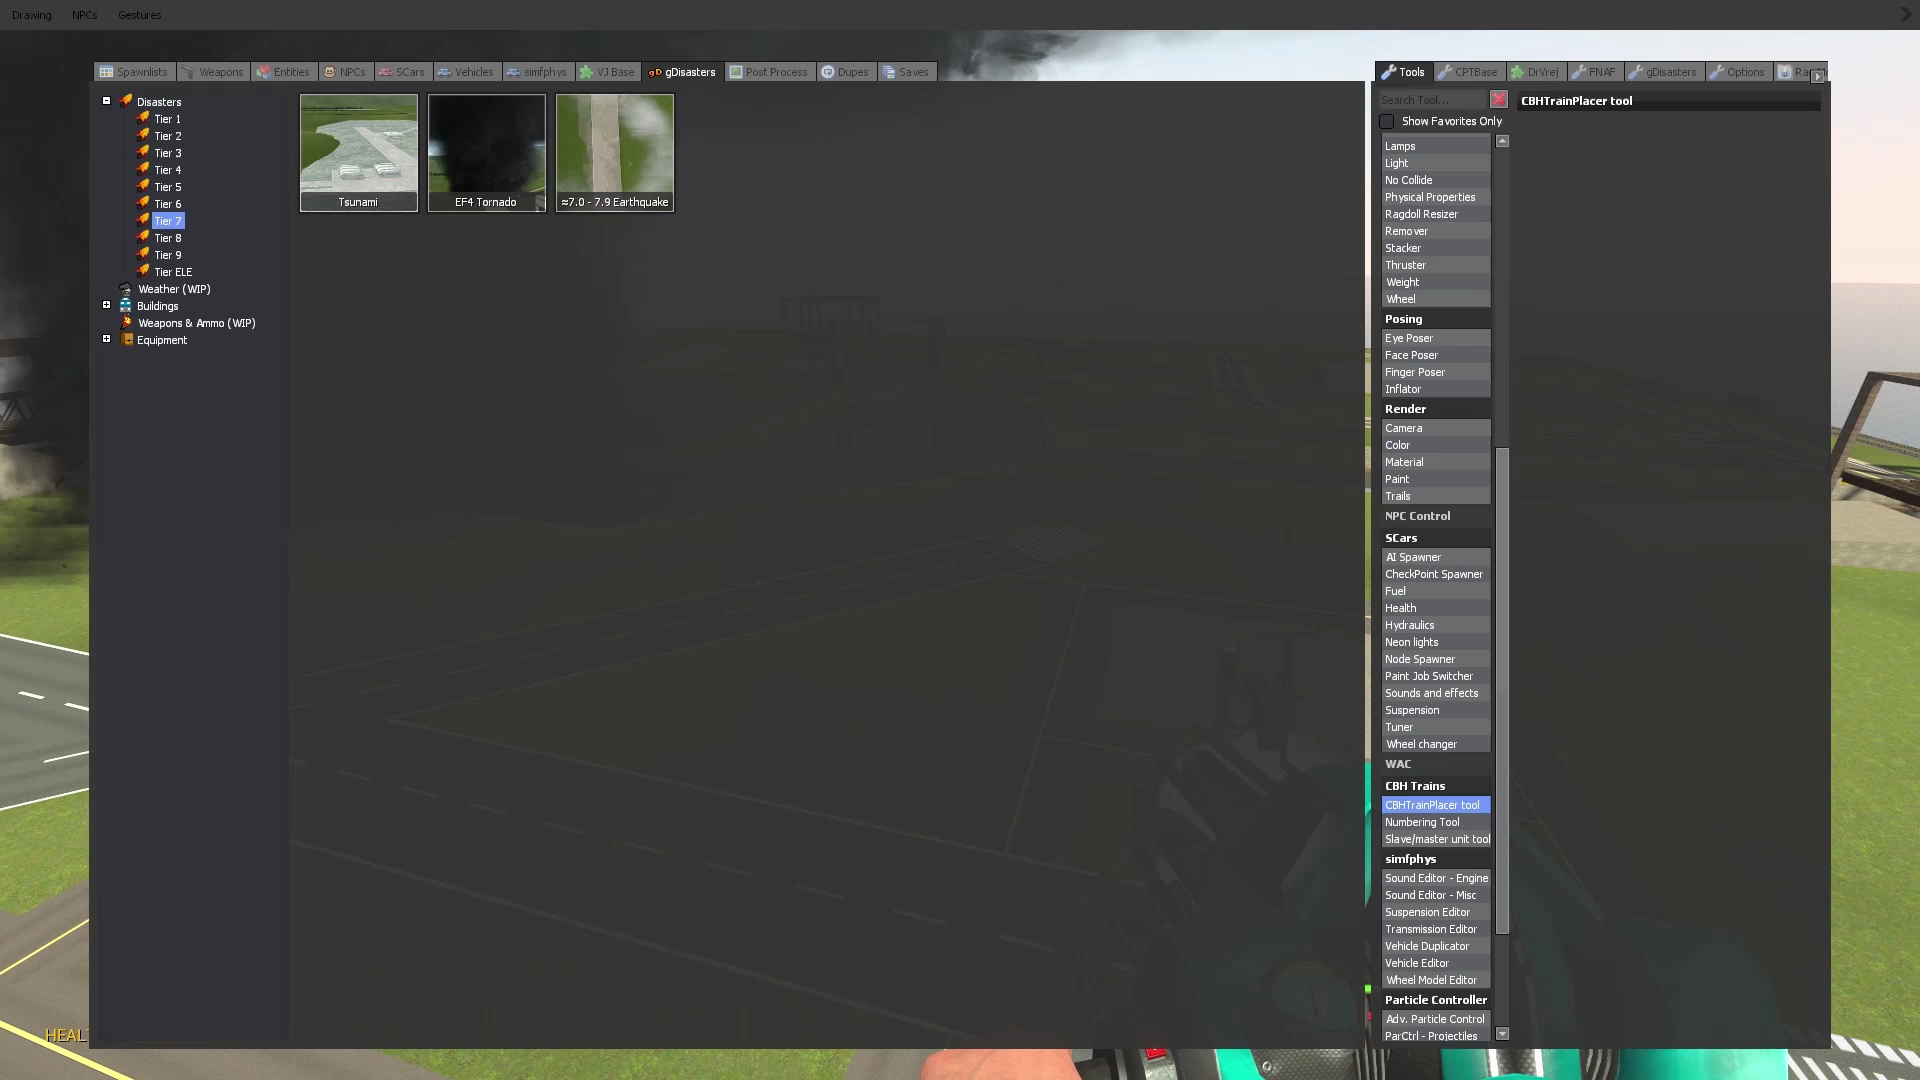 Drawing NPCs Gestures
Spawnlists Weapons Entities NPCs SCars Vehicles simfphys VJ Base gDisasters Post Process Dupes Saves
Disasters
Tier 1
Tier 2
Tier 3
Tier 4
Tier 5
Tier 6
Tier 7
Tier 8
Tier 9
Tier ELE
Weather (WIP)
Buildings
Weapons & Ammo (WIP)
Equipment
Tsunami
EF4 Tornado
≈7.0 - 7.9 Earthquake
Tools CPTBase DrVrej FNAF gDisasters Options
Search Tool...
Show Favorites Only
Lamps
Light
No Collide
Physical Properties
Ragdoll Resizer
Remover
Stacker
Thruster
Weight
Wheel
Posing
Eye Poser
Face Poser
Finger Poser
Inflator
Render
Camera
Color
Material
Paint
Trails
NPC Control
SCars
AI Spawner
CheckPoint Spawner
Fuel
Health
Hydraulics
Neon lights
Node Spawner
Paint Job Switcher
Sounds and effects
Suspension
Tuner
Wheel changer
WAC
CBH Trains
CBHTrainPlacer tool
Numbering Tool
Slave/master unit tool
simfphys
Sound Editor - Engine
Sound Editor - Misc
Suspension Editor
Transmission Editor
Vehicle Duplicator
Vehicle Editor
Wheel Model Editor
Particle Controller
Adv. Particle Control
ParCtrl - Projectiles
CBHTrainPlacer tool
HEAL